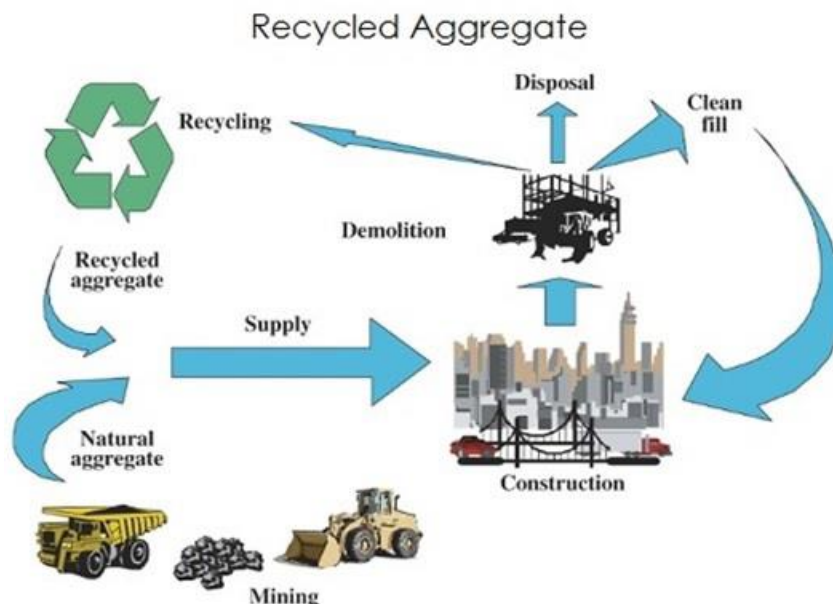 Recycled Aggregate
Disposal
Clean
fill
Recycling
Demolition
Recycled
aggregate
Supply
Natural
aggregate
Construction
Mining